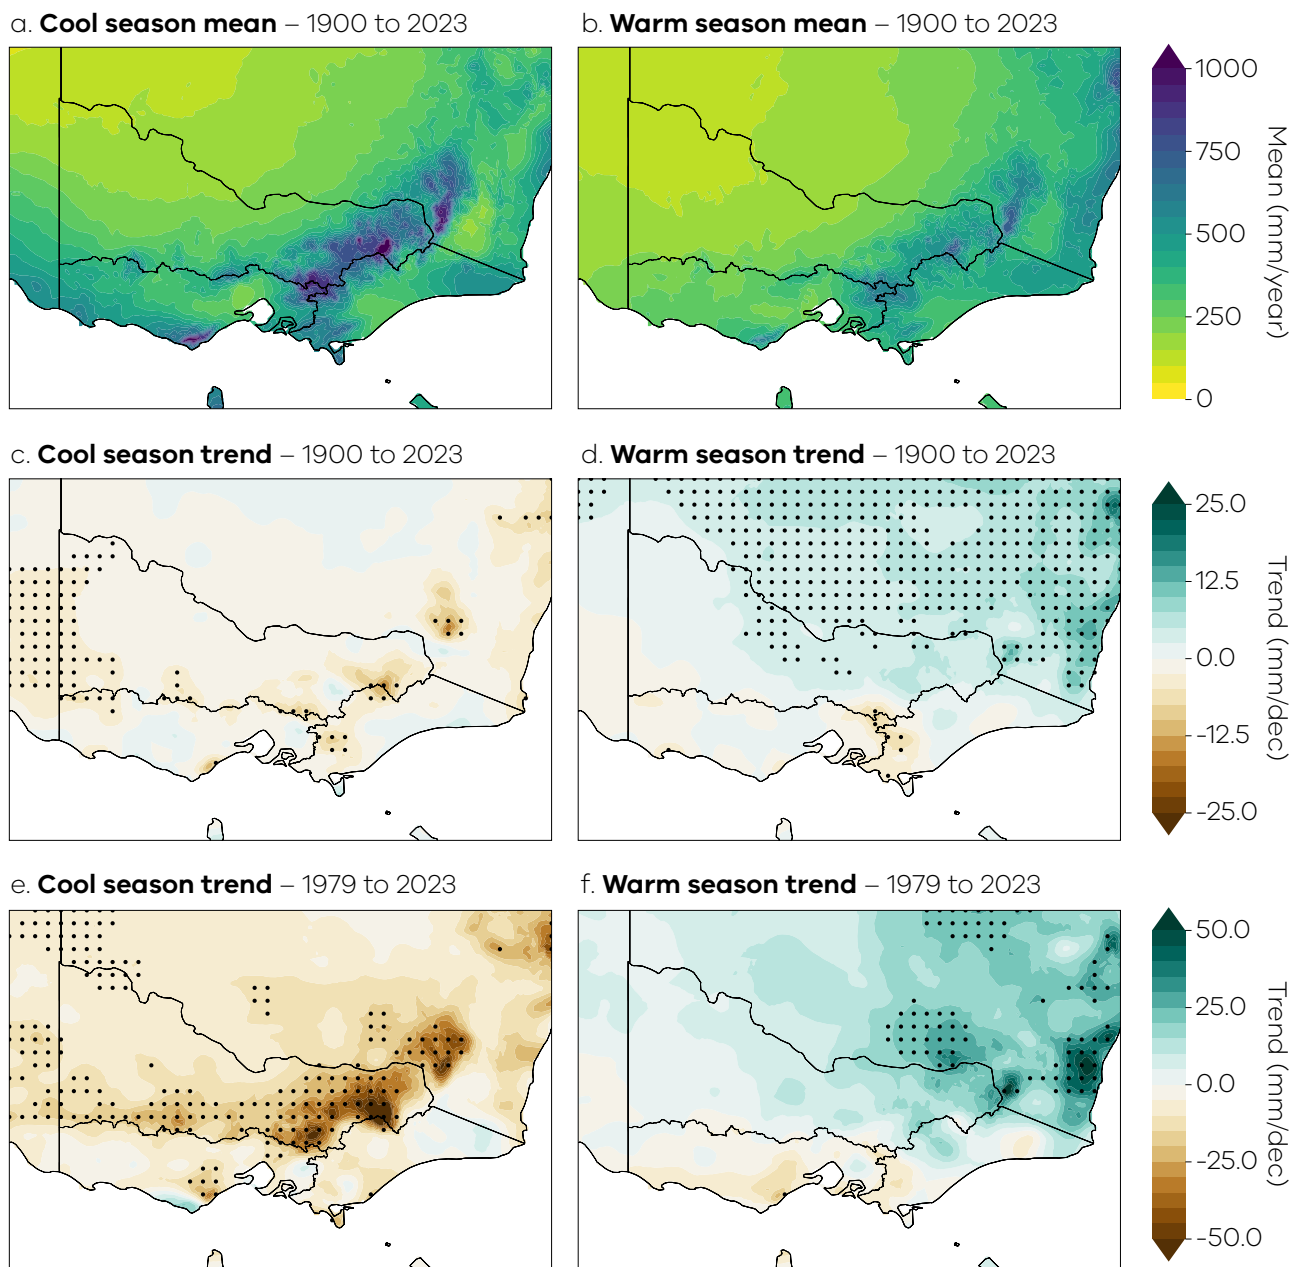 a. Cool season mean – 1900 to 2023
b. Warm season mean – 1900 to 2023
1000
750
500
250
0
Mean (mm/year)
c. Cool season trend – 1900 to 2023
d. Warm season trend – 1900 to 2023
25.0
12.5
0.0
-12.5
-25.0
Trend (mm/dec)
e. Cool season trend – 1979 to 2023
f. Warm season trend – 1979 to 2023
50.0
25.0
0.0
-25.0
-50.0
Trend (mm/dec)